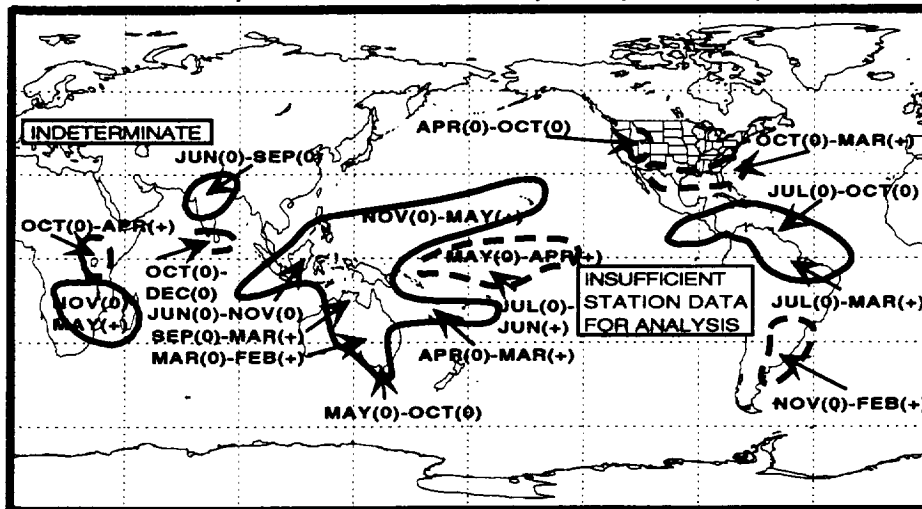 APR(0)-OCT(0)
INDETERMINATE
OCT(0)-MAR(+)
JUN(0)-SEP(0)
JUL(0)-OCT(0)
NOV(0)-MAY(+)
OCT(0)-APR(+)
MAY(0)-APR(+)
OCT(0)-
DEC(0)
INSUFFICIENT
STATION DATA
FOR ANALYSIS
NOV(0)
MAY(+)
JUN(0)-NOV(0)
JUL(0)-
JUN(+)
JUL(0)-MAR(+)
SEP(0)-MAR(+)
MAR(0)-FEB(+)
APR(0)-MAR(+)
NOV(0)-FEB(+)
MAY(0)-OCT(0)